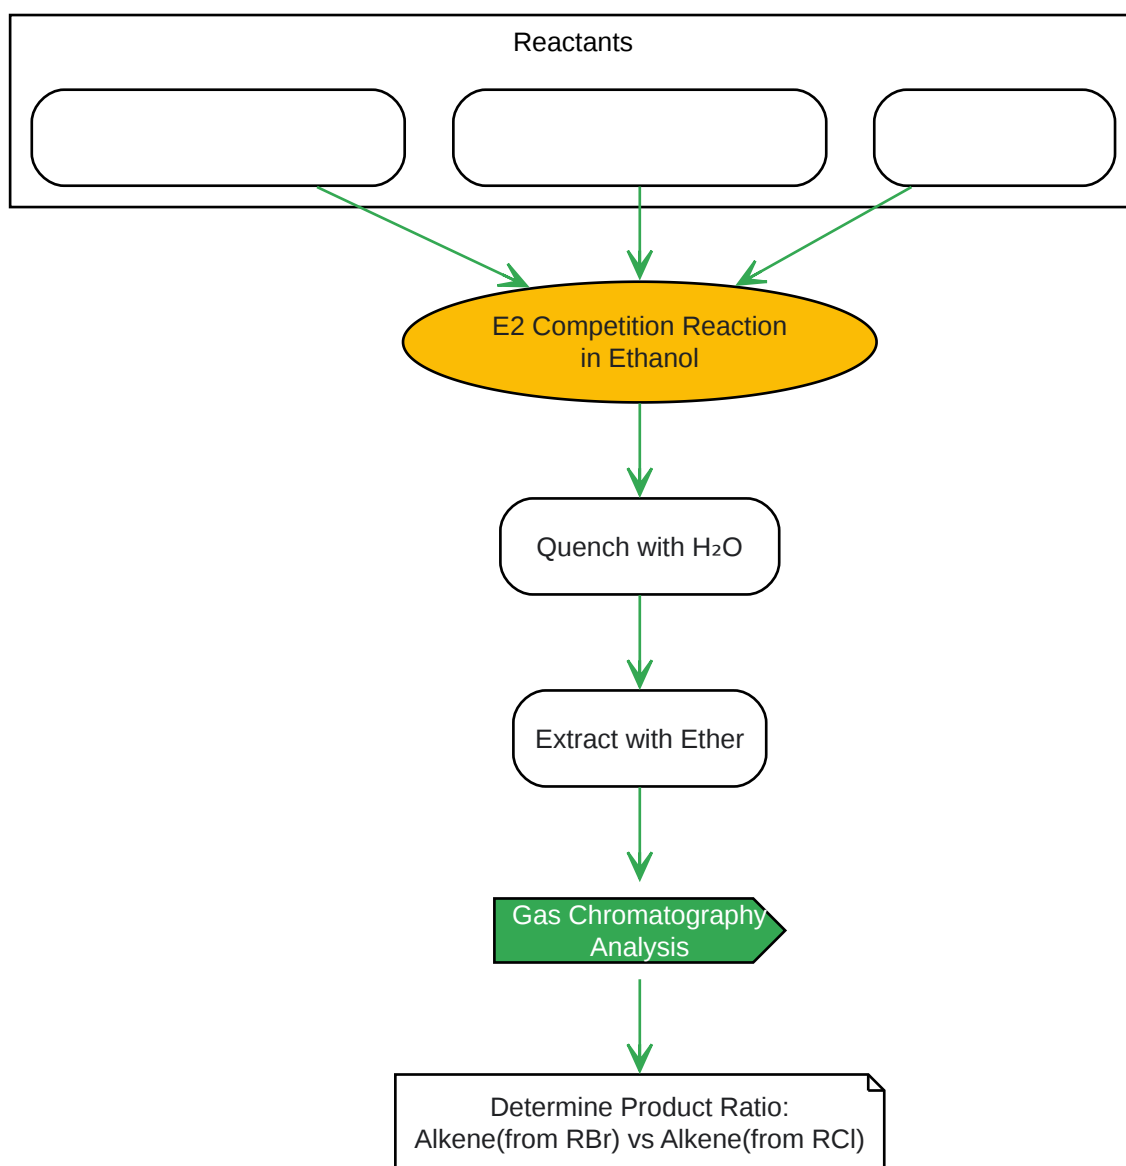 Reactants
E2 Competition Reaction
in Ethanol
Quench with H₂O
Extract with Ether
Gas Chromatography
Analysis
Determine Product Ratio:
Alkene(from RBr) vs Alkene(from RCl)